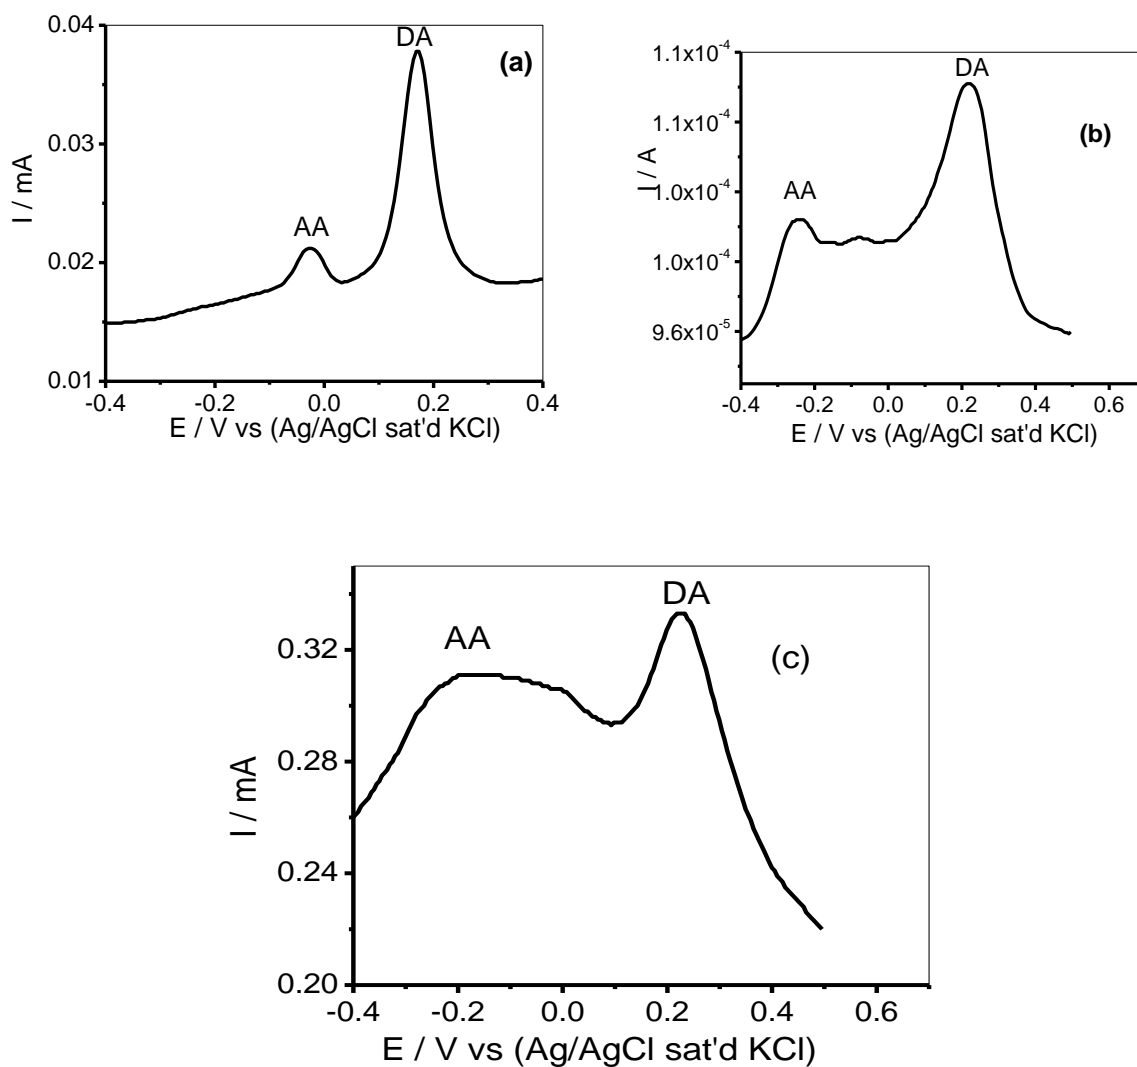 0.04
DA
(a)
0.03
I / mA
AA
0.02
0.01
-0.4 -0.2 0.0 0.2 0.4
E / V vs (Ag/AgCl sat'd KCl)
1.1x10-4
DA
1.1x10-4
(b)
I / A
1.0x10-4
AA
1.0x10-4
9.6x10-5
-0.4 -0.2 0.0 0.2 0.4 0.6
E / V vs (Ag/AgCl sat'd KCl)
DA
AA
0.32
(c)
0.28
I / mA
0.24
0.20
-0.4 -0.2 0.0 0.2 0.4 0.6
E / V vs (Ag/AgCl sat'd KCl)